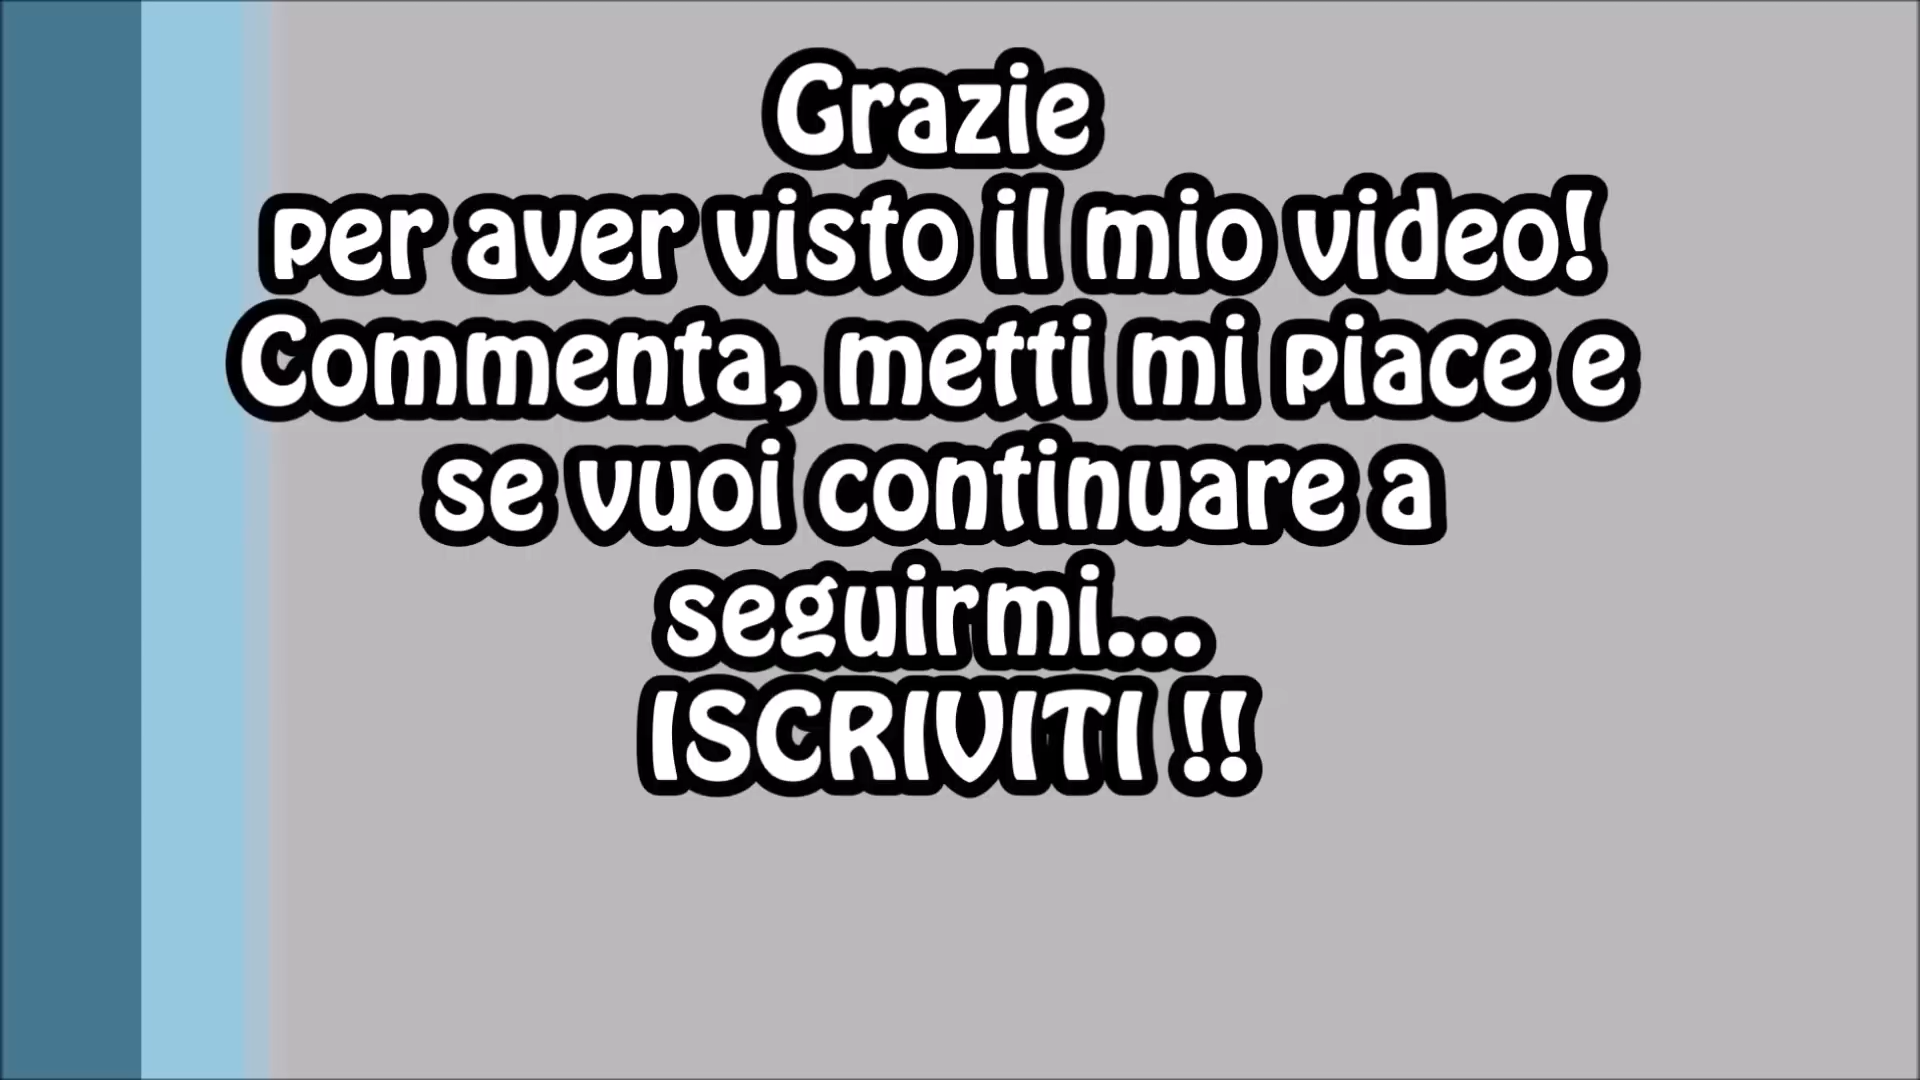 Grazie
per aver visto il mio video!
Commenta, metti mi piace e
se vuoi continuare a
seguirmi...
ISCRIVITI !!